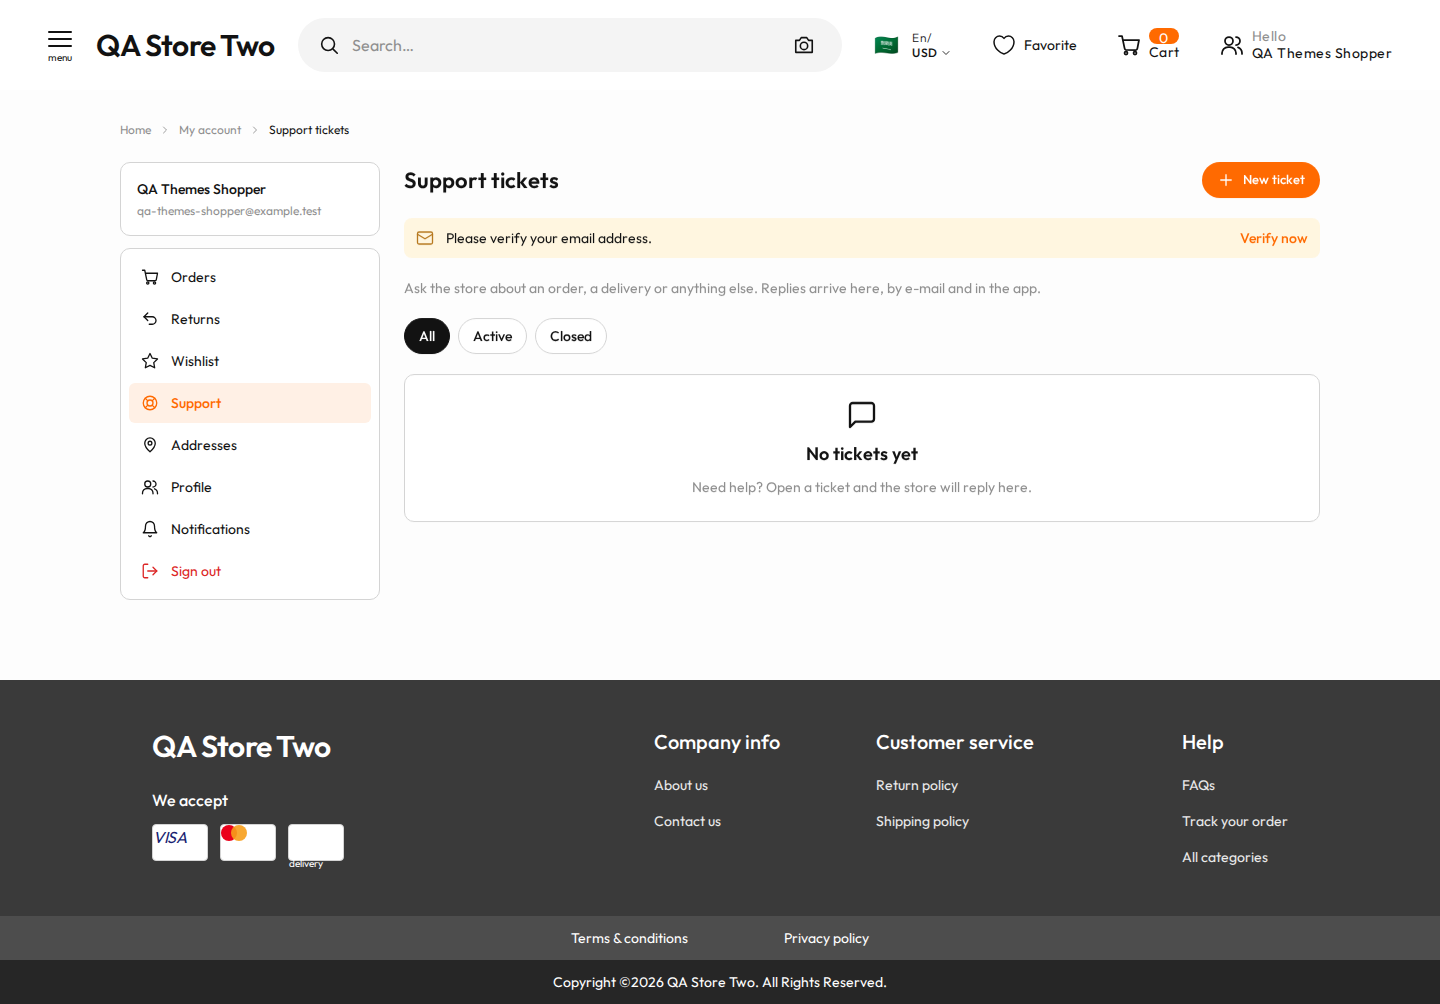 menu
QA Store Two
Search...
En/
USD
Favorite
0
Cart
Hello
QA Themes Shopper
Home
My account
Support tickets
QA Themes Shopper
qa-themes-shopper@example.test
Orders
Returns
Wishlist
Support
Addresses
Profile
Notifications
Sign out
Support tickets
New ticket
Please verify your email address.
Verify now
Ask the store about an order, a delivery or anything else. Replies arrive here, by e-mail and in the app.
All
Active
Closed
No tickets yet
Need help? Open a ticket and the store will reply here.
QA Store Two
We accept
VISA
delivery
Company info
About us
Contact us
Customer service
Return policy
Shipping policy
Help
FAQs
Track your order
All categories
Terms & conditions
Privacy policy
Copyright ©2026 QA Store Two. All Rights Reserved.